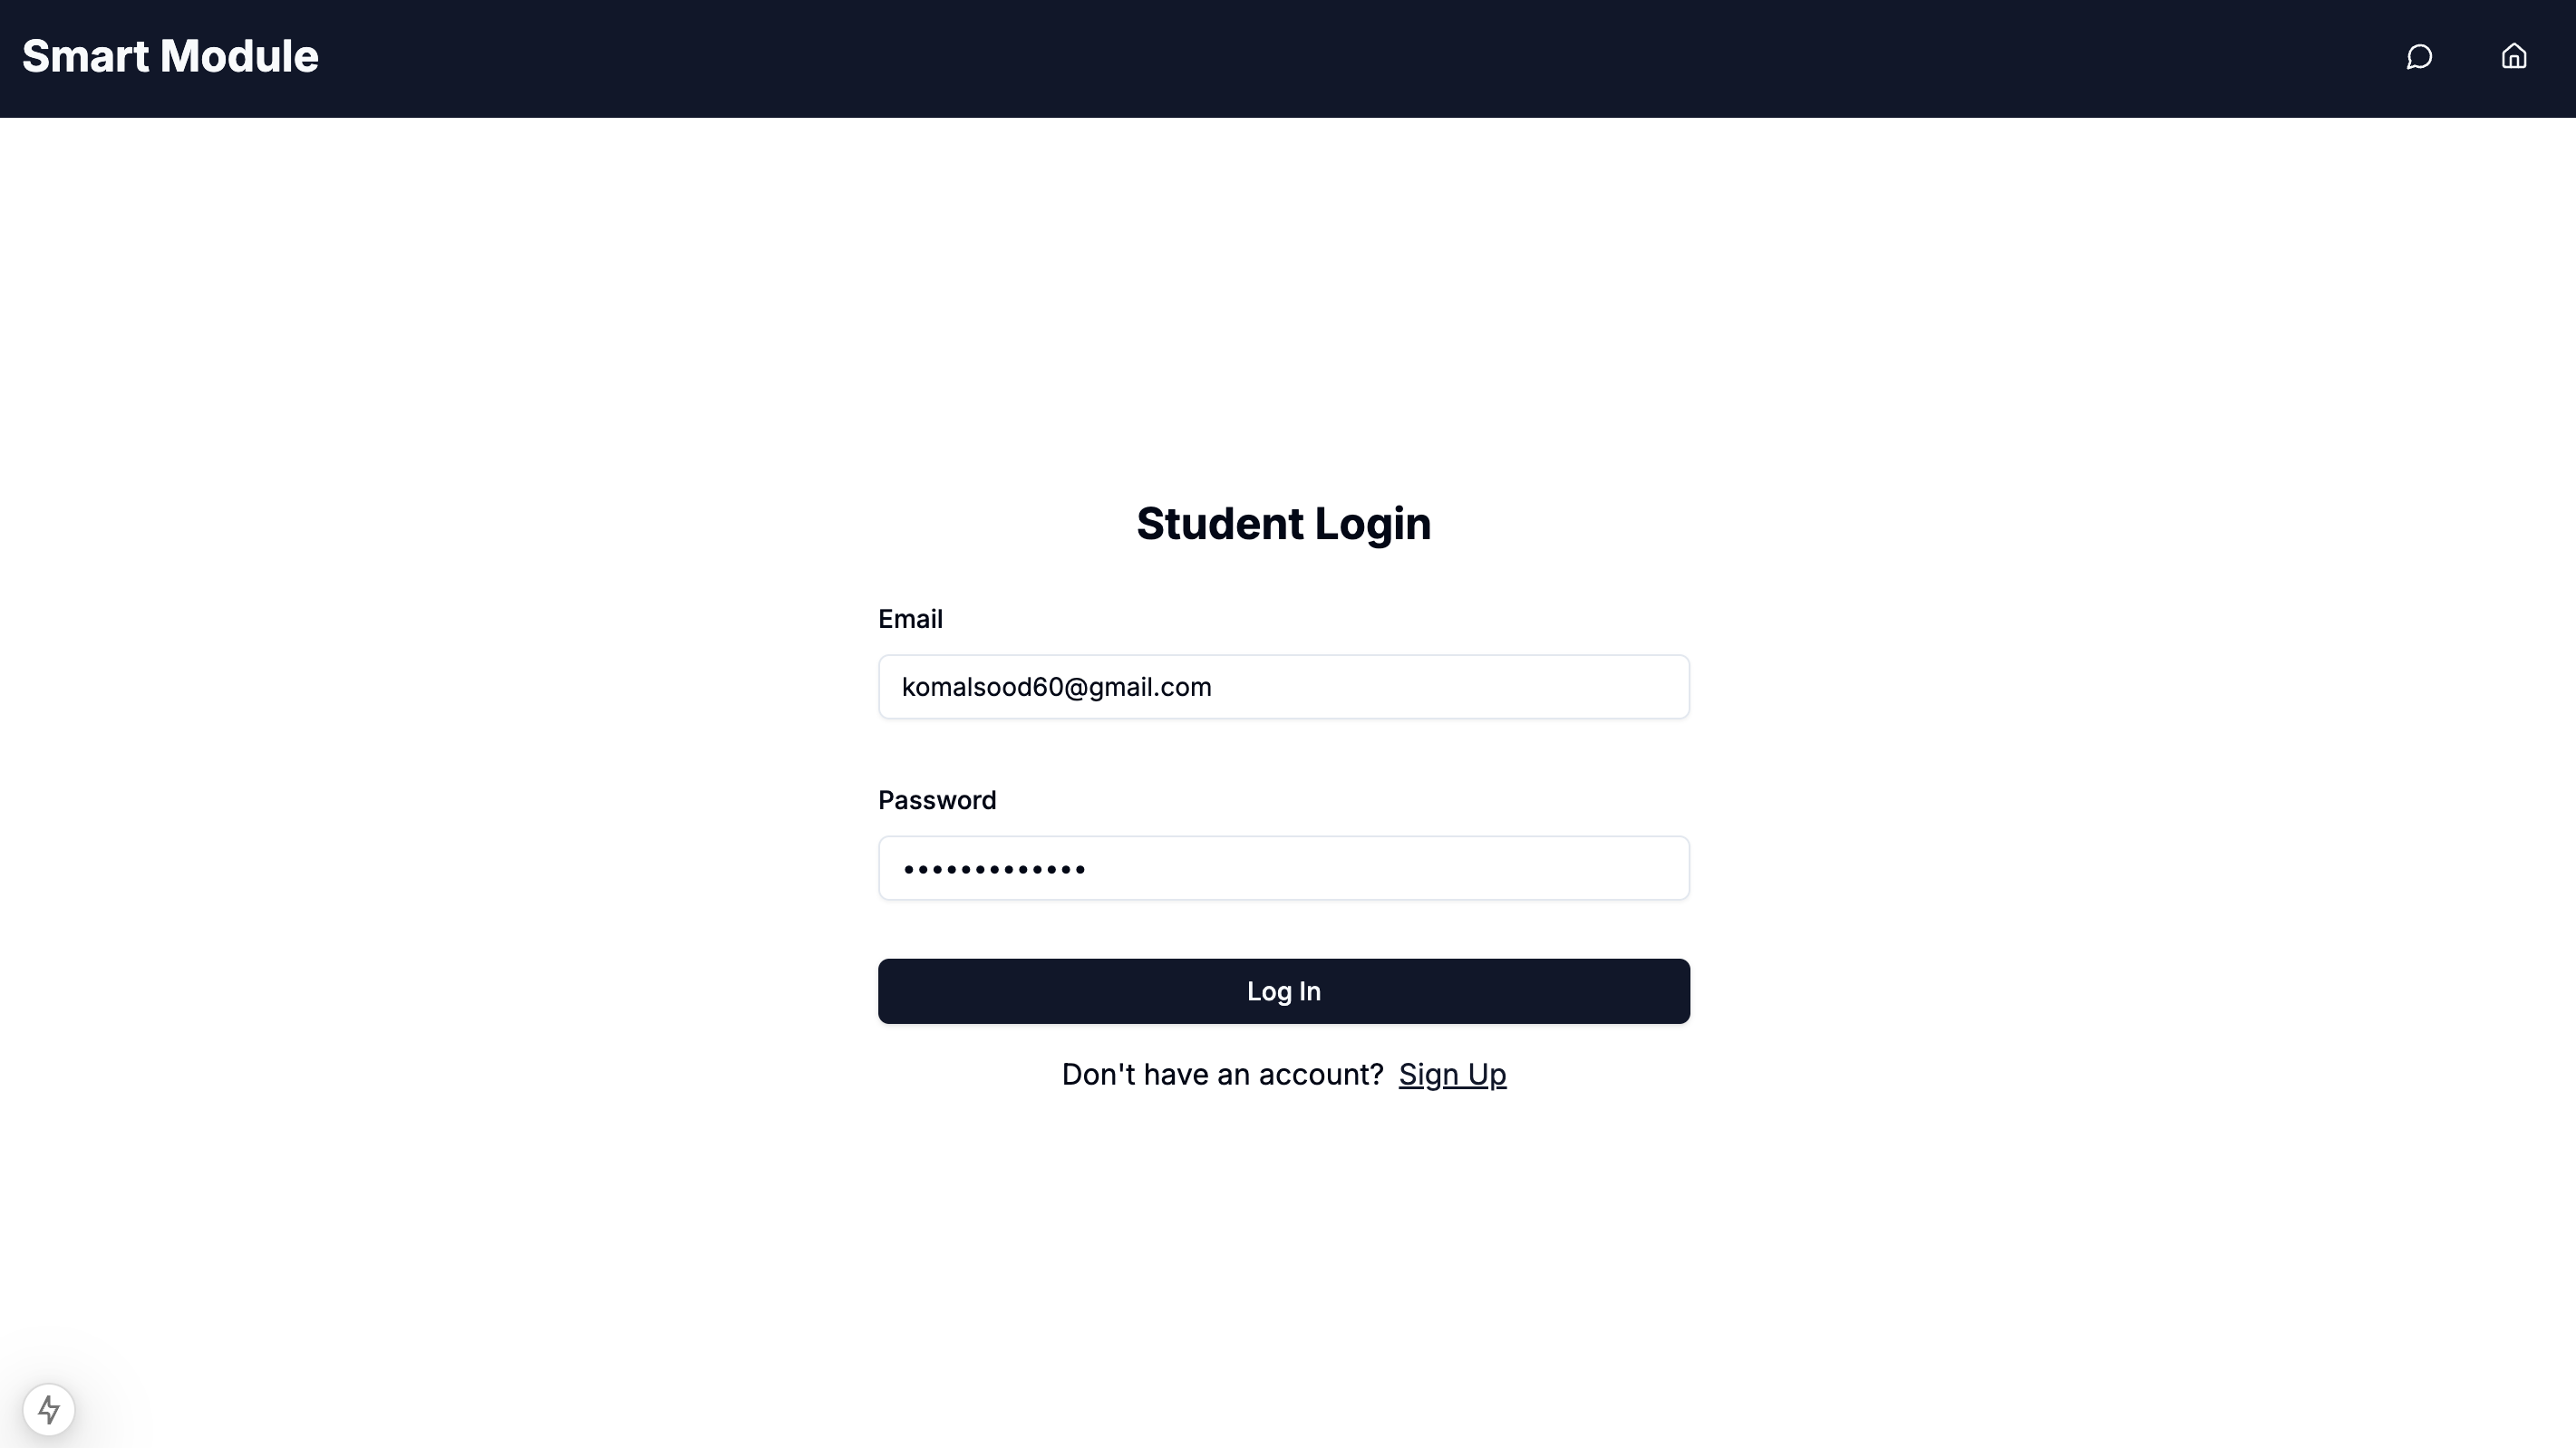 Smart Module
Student Login
Email
komalsood60@gmail.com
Password
•••••••••••••
Log In
Don't have an account? Sign Up